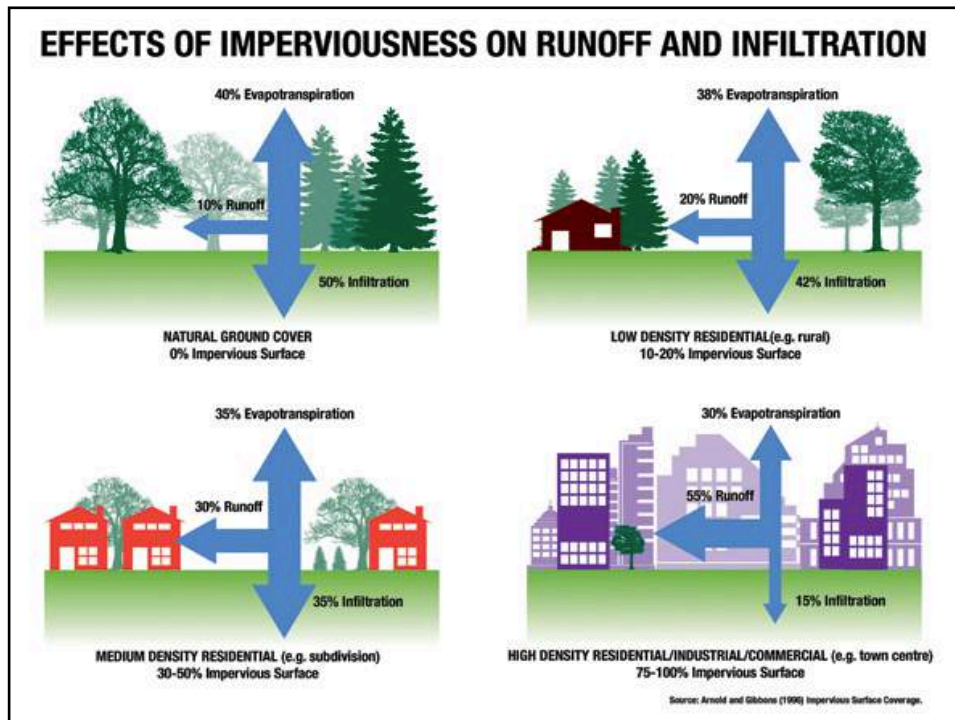 EFFECTS OF IMPERVIOUSNESS ON RUNOFF AND INFILTRATION
40% Evapotranspiration
10% Runoff
50% Infiltration
NATURAL GROUND COVER
0% Impervious Surface
38% Evapotranspiration
20% Runoff
42% Infiltration
LOW DENSITY RESIDENTIAL(e.g. rural)
10-20% Impervious Surface
35% Evapotranspiration
30% Runoff
35% Infiltration
MEDIUM DENSITY RESIDENTIAL (e.g. subdivision)
30-50% Impervious Surface
30% Evapotranspiration
55% Runoff
15% Infiltration
HIGH DENSITY RESIDENTIAL/INDUSTRIAL/COMMERCIAL (e.g. town centre)
75-100% Impervious Surface
Source: Arnold and Gibbons (1996) Impervious Surface Coverage.